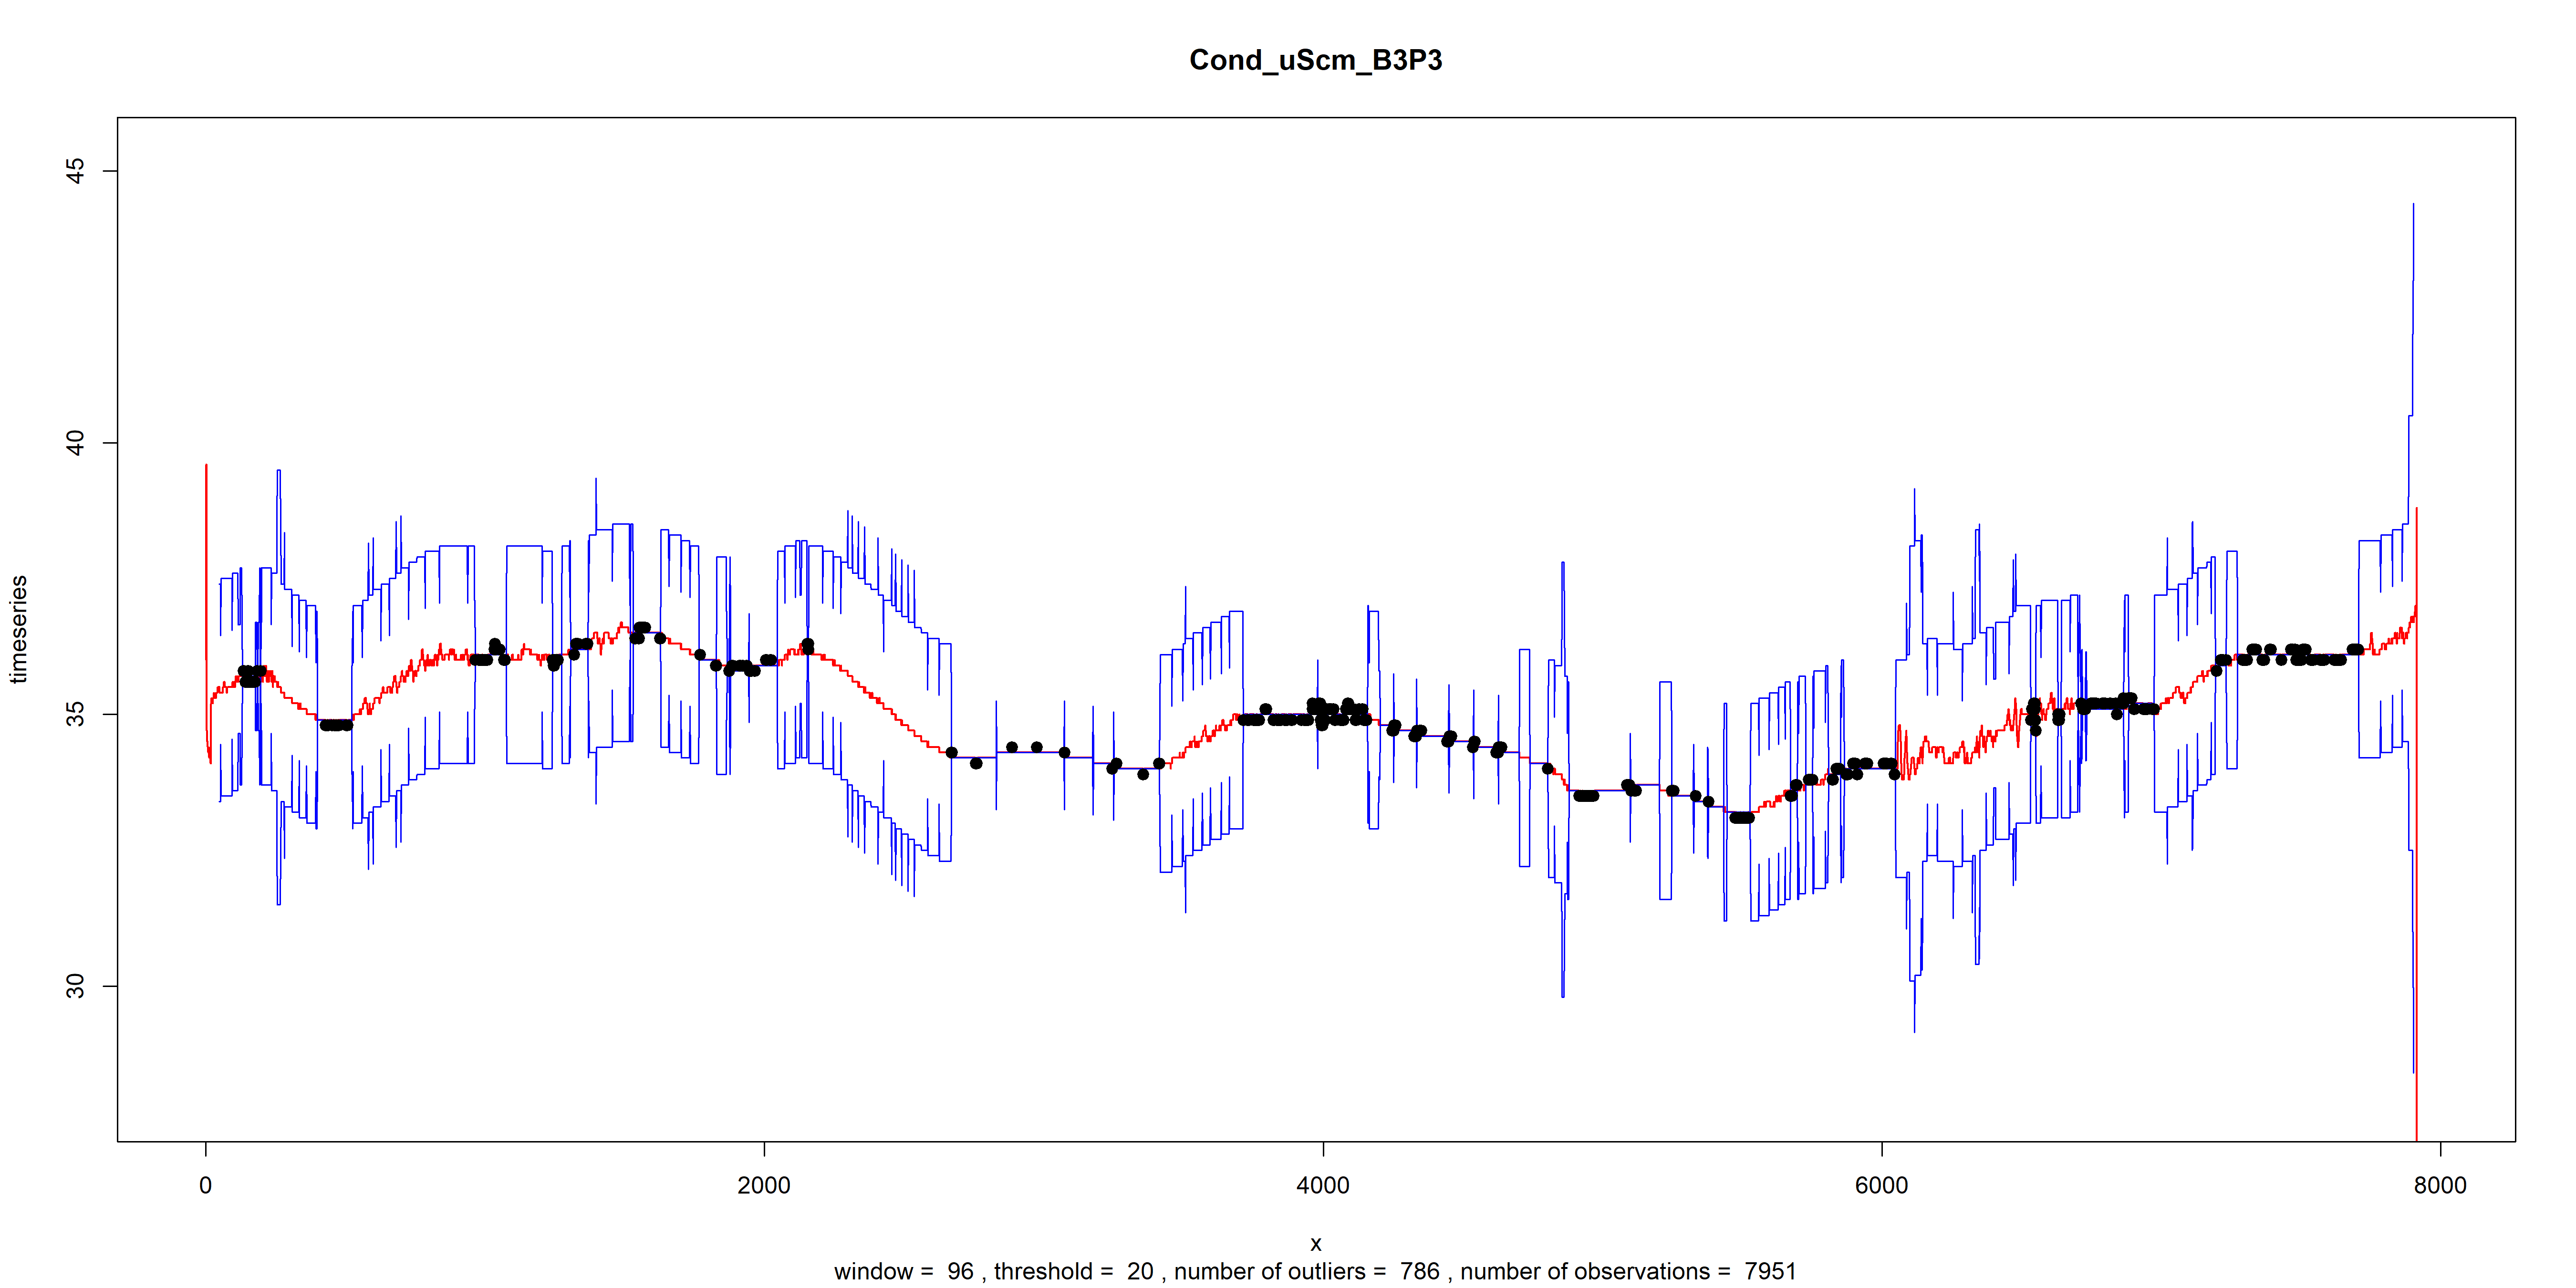 Cond_uScm_B3P3
45
40
35
30
timeseries
0 2000 4000 6000 8000
x
window =  96 , threshold =  20 , number of outliers =  786 , number of observations =  7951